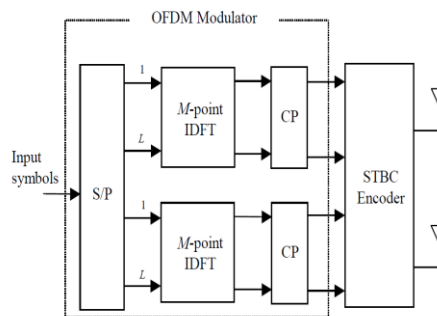 OFDM Modulator
Input
symbols
S/P
1
L
M-point
IDFT
CP
1
L
M-point
IDFT
CP
STBC
Encoder